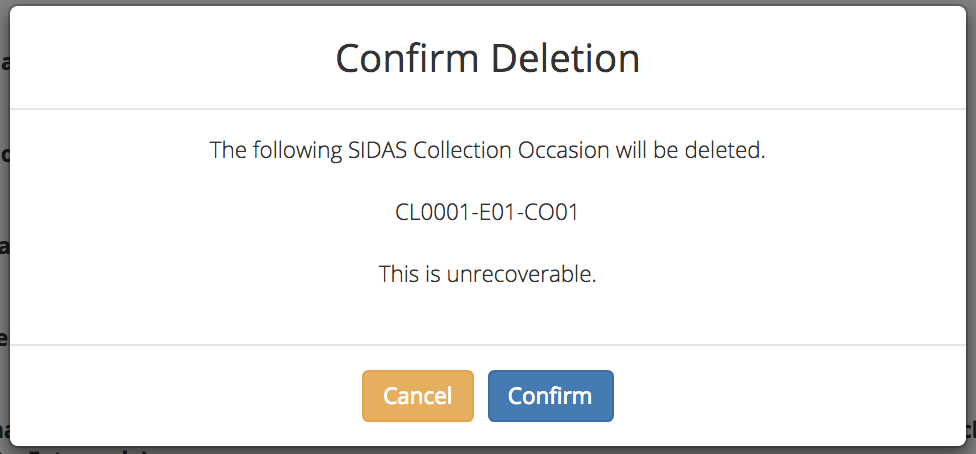 Confirm Deletion
The following SIDAS Collection Occasion will be deleted.
CL0001-E01-CO01
This is unrecoverable.
Cancel
Confirm